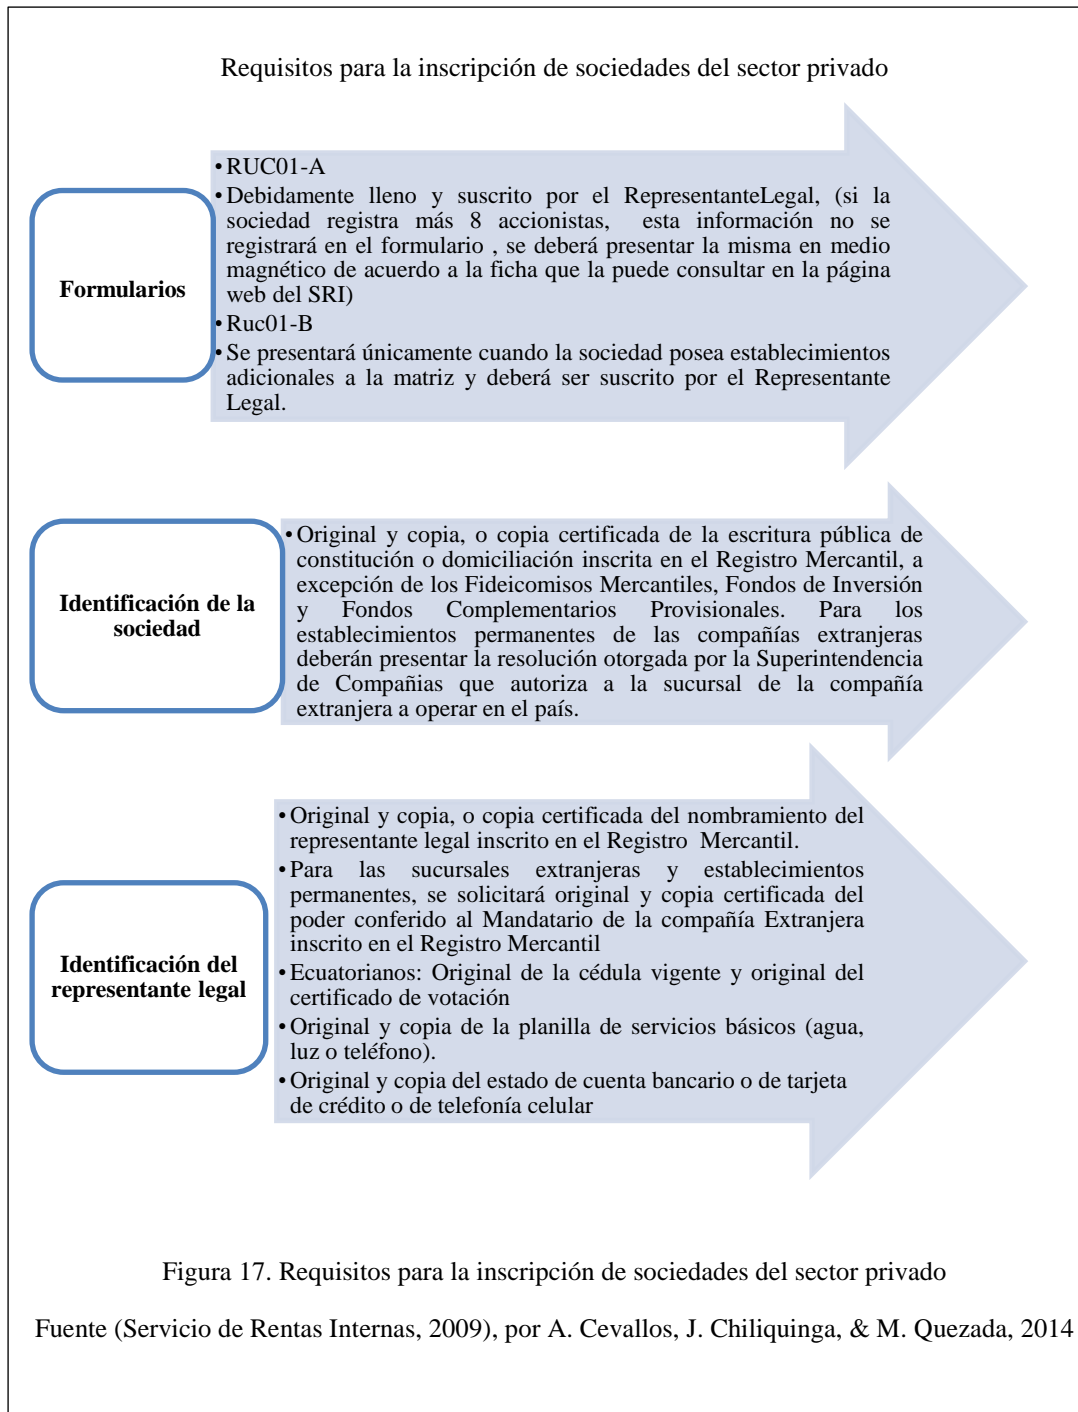 Requisitos para la inscripción de sociedades del sector privado
Formularios
•RUC01-A
•Debidamente lleno y suscrito por el RepresentanteLegal, (si la
sociedad registra más 8 accionistas, esta información no se
registrará en el formulario , se deberá presentar la misma en medio
magnético de acuerdo a la ficha que la puede consultar en la página
web del SRI)
•Ruc01-B
•Se presentará únicamente cuando la sociedad posea establecimientos
adicionales a la matriz y deberá ser suscrito por el Representante
Legal.
Identificación de la
sociedad
•Original y copia, o copia certificada de la escritura pública de
constitución o domiciliación inscrita en el Registro Mercantil, a
excepción de los Fideicomisos Mercantiles, Fondos de Inversión
y Fondos Complementarios Provisionales. Para los
establecimientos permanentes de las compañías extranjeras
deberán presentar la resolución otorgada por la Superintendencia
de Compañias que autoriza a la sucursal de la compañía
extranjera a operar en el país.
Identificación del
representante legal
•Original y copia, o copia certificada del nombramiento del
representante legal inscrito en el Registro Mercantil.
•Para las sucursales extranjeras y establecimientos
permanentes, se solicitará original y copia certificada del
poder conferido al Mandatario de la compañía Extranjera
inscrito en el Registro Mercantil
•Ecuatorianos: Original de la cédula vigente y original del
certificado de votación
•Original y copia de la planilla de servicios básicos (agua,
luz o teléfono).
•Original y copia del estado de cuenta bancario o de tarjeta
de crédito o de telefonía celular
Figura 17. Requisitos para la inscripción de sociedades del sector privado
Fuente (Servicio de Rentas Internas, 2009), por A. Cevallos, J. Chiliquinga, & M. Quezada, 2014